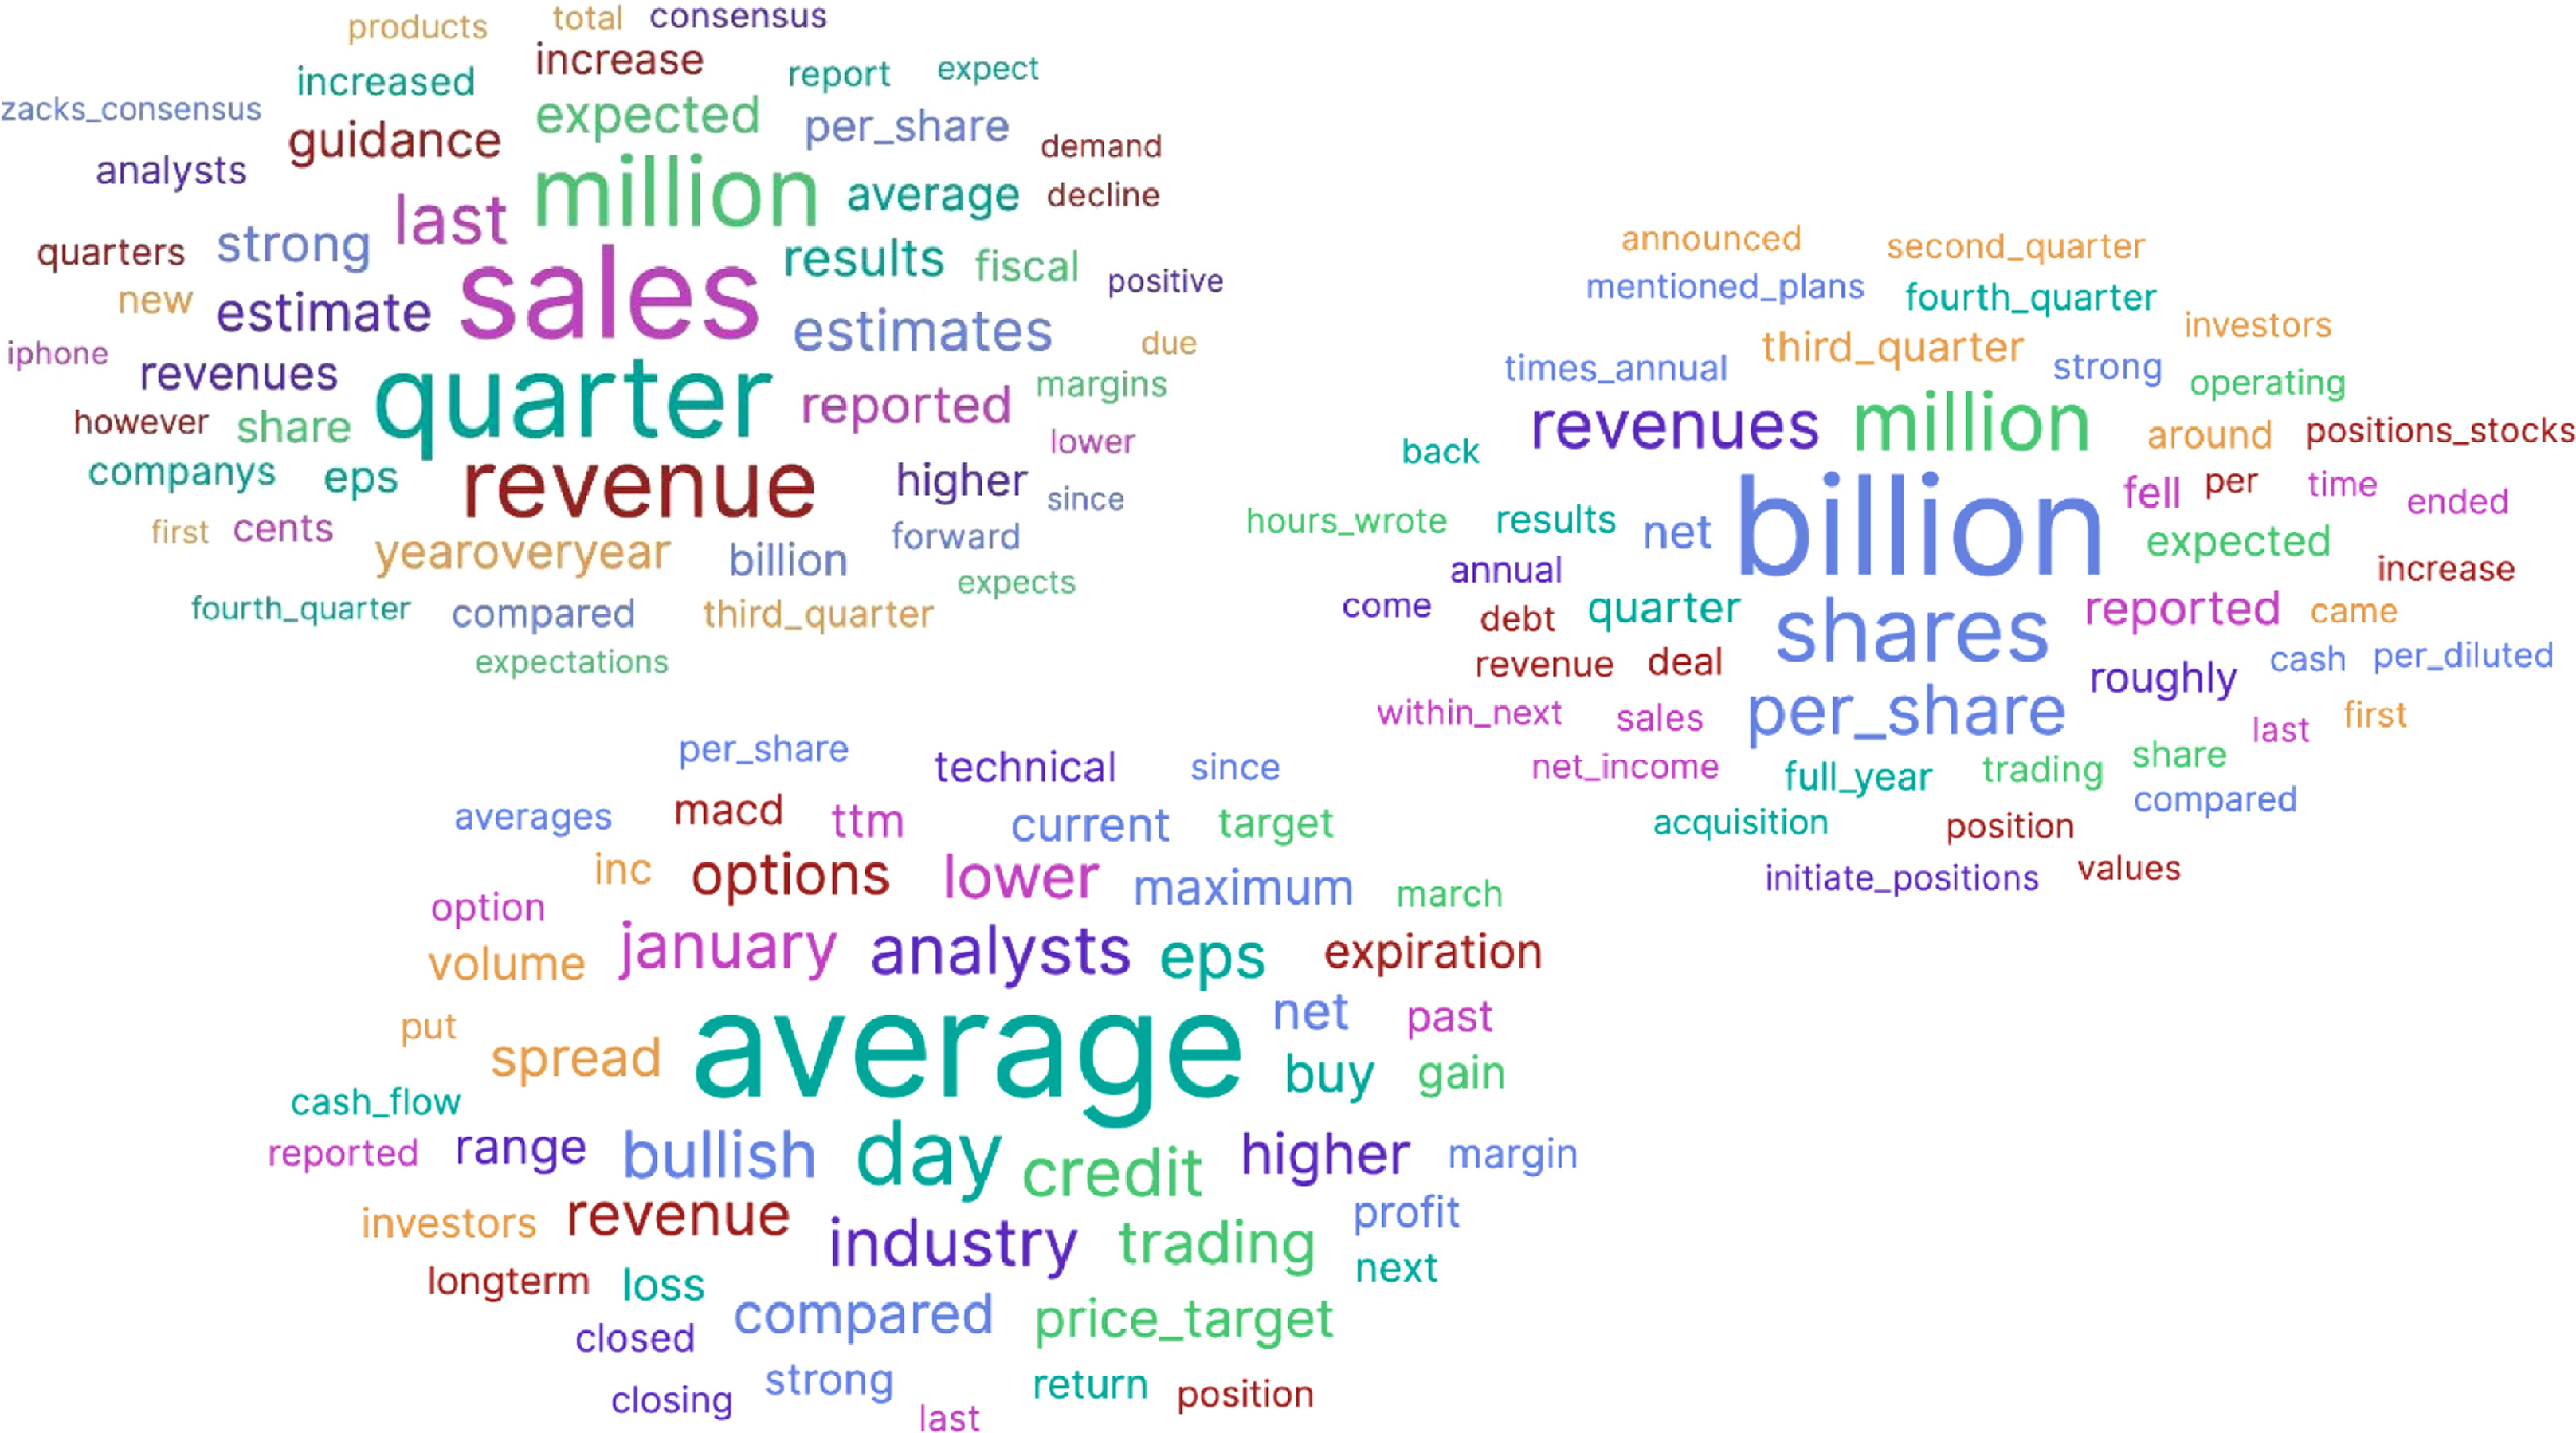 products total consensus
increased increase report expect
zacks_consensus guidance expected per_share demand
analysts last million average decline
quarters strong sales results fiscal positive
new estimate estimates due
iphone revenues quarter reported margins
however share lower
companys eps revenue higher since
first cents yearoveryear billion forward
expects
fourth_quarter compared third_quarter
expectations
announced second_quarter
mentioned_plans fourth_quarter
investors
times_annual third_quarter strong operating
back revenues million around positions_stocks
fell per time ended
hours_wrote results net billion expected
annual increase
come debt quarter shares reported came
revenue deal roughly cash per_diluted
within_next sales per_share last first
net_income full_year trading share
compared
acquisition position
initiate_positions values
per_share technical since
averages macd ttm current target
inc options lower maximum march
option
volume january analysts eps expiration
put spread average net past
buy gain
cash_flow
reported range bullish day credit higher margin
investors revenue industry trading profit
longterm loss next
closed compared price_target
closing strong last return position